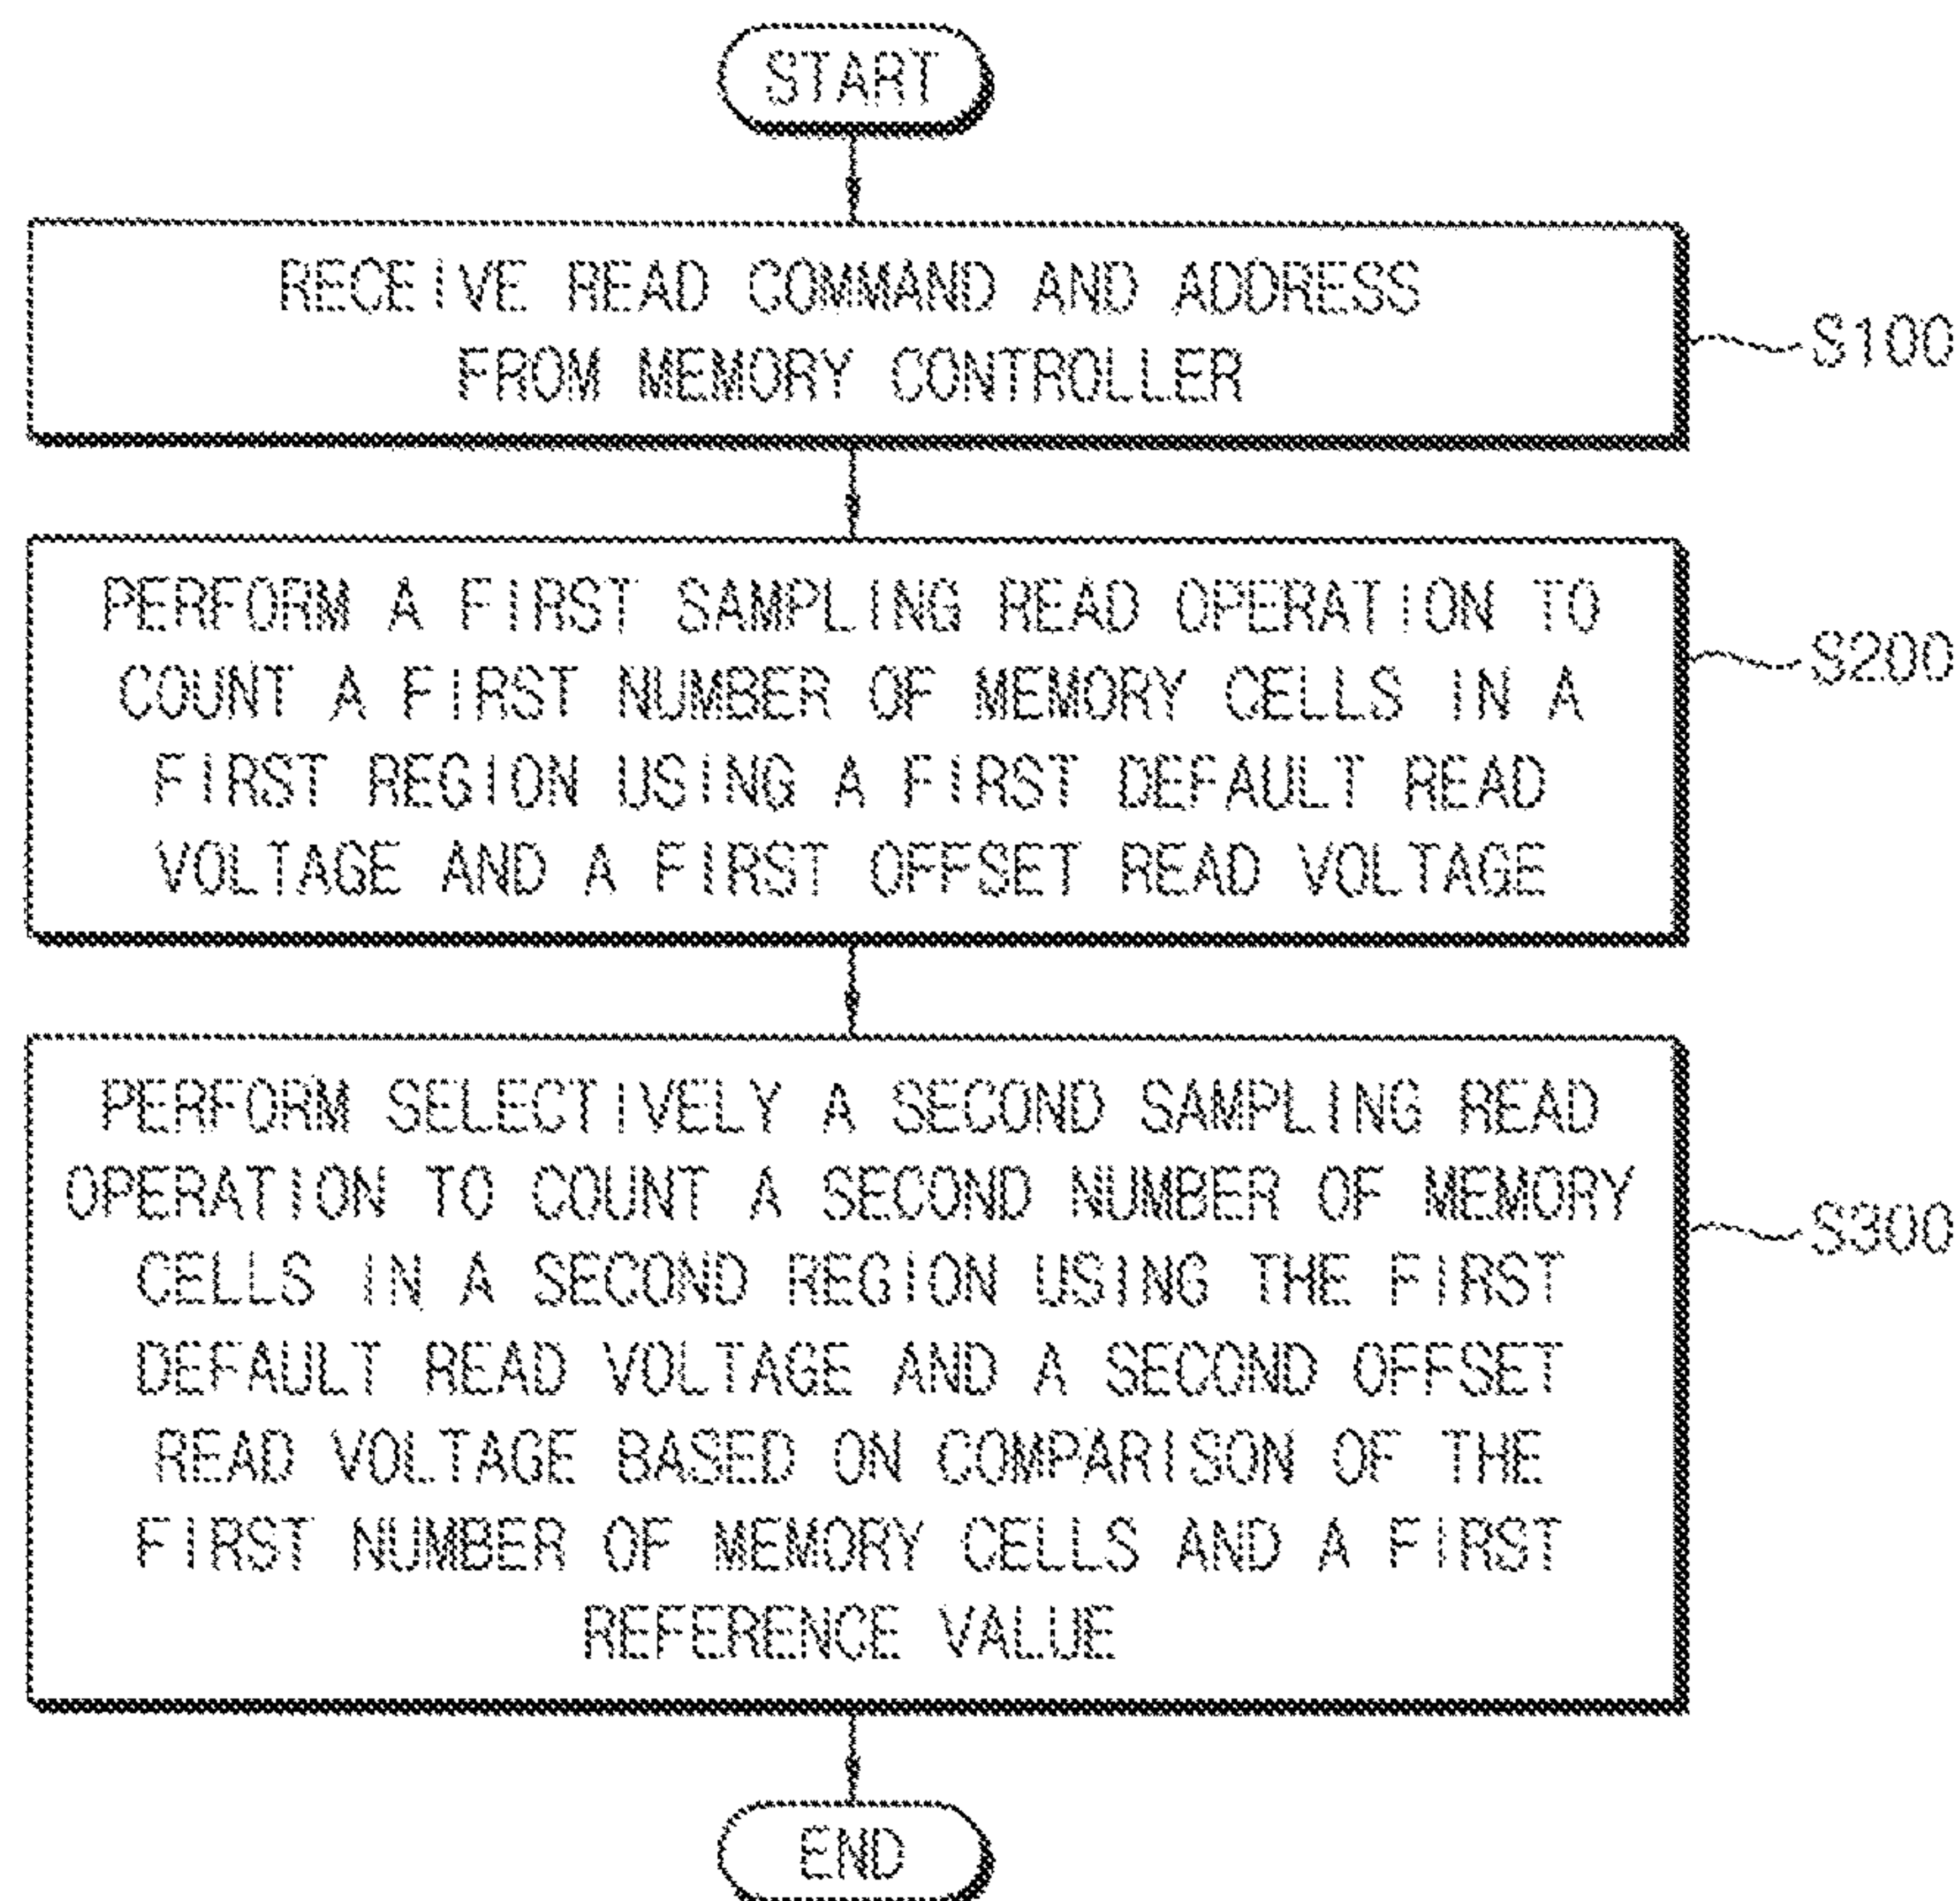 START
RECEIVE READ COMMAND AND ADDRESS
FROM MEMORY CONTROLLER
S100
PERFORM A FIRST SAMPLING READ OPERATION TO
COUNT A FIRST NUMBER OF MEMORY CELLS IN A
FIRST REGION USING A FIRST DEFAULT READ
VOLTAGE AND A FIRST OFFSET READ VOLTAGE
S200
PERFORM SELECTIVELY A SECOND SAMPLING READ
OPERATION TO COUNT A SECOND NUMBER OF MEMORY
CELLS IN A SECOND REGION USING THE FIRST
DEFAULT READ VOLTAGE AND A SECOND OFFSET
READ VOLTAGE BASED ON COMPARISON OF THE
FIRST NUMBER OF MEMORY CELLS AND A FIRST
REFERENCE VALUE
S300
END